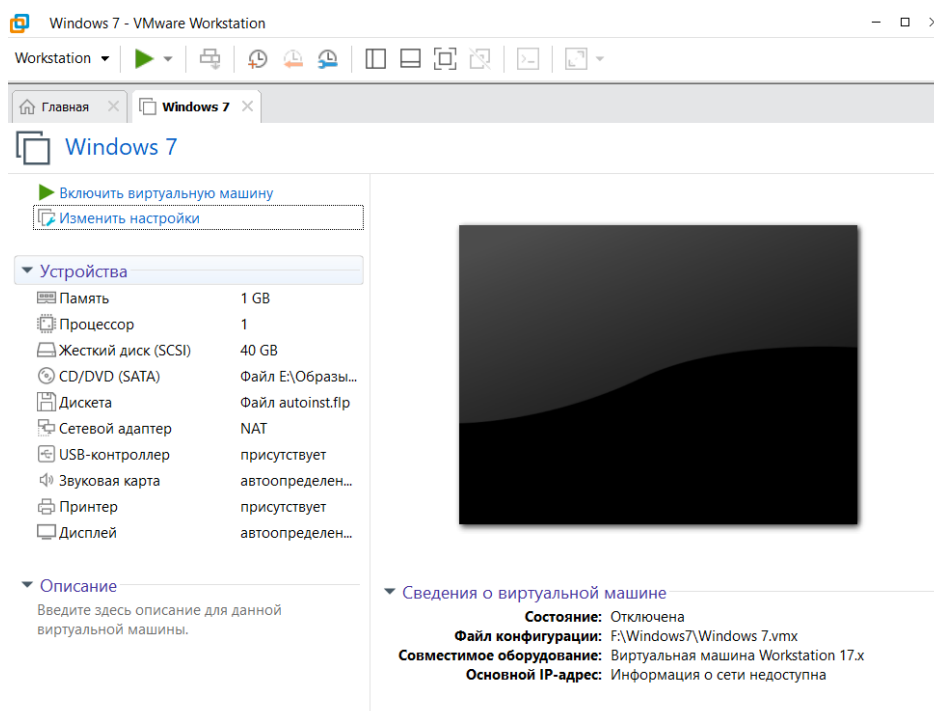 Windows 7 - VMware Workstation
Workstation
Главная
Windows 7
Windows 7
Включить виртуальную машину
Изменить настройки
Устройства
Память 1 GB
Процессор 1
Жесткий диск (SCSI) 40 GB
CD/DVD (SATA) Файл E:\Образы...
Дискета Файл autoinst.flp
Сетевой адаптер NAT
USB-контроллер присутствует
Звуковая карта автоопределен...
Принтер присутствует
Дисплей автоопределен...
Описание
Введите здесь описание для данной
виртуальной машины.
Сведения о виртуальной машине
Состояние: Отключена
Файл конфигурации: F:\Windows7\Windows 7.vmx
Совместимое оборудование: Виртуальная машина Workstation 17.x
Основной IP-адрес: Информация о сети недоступна